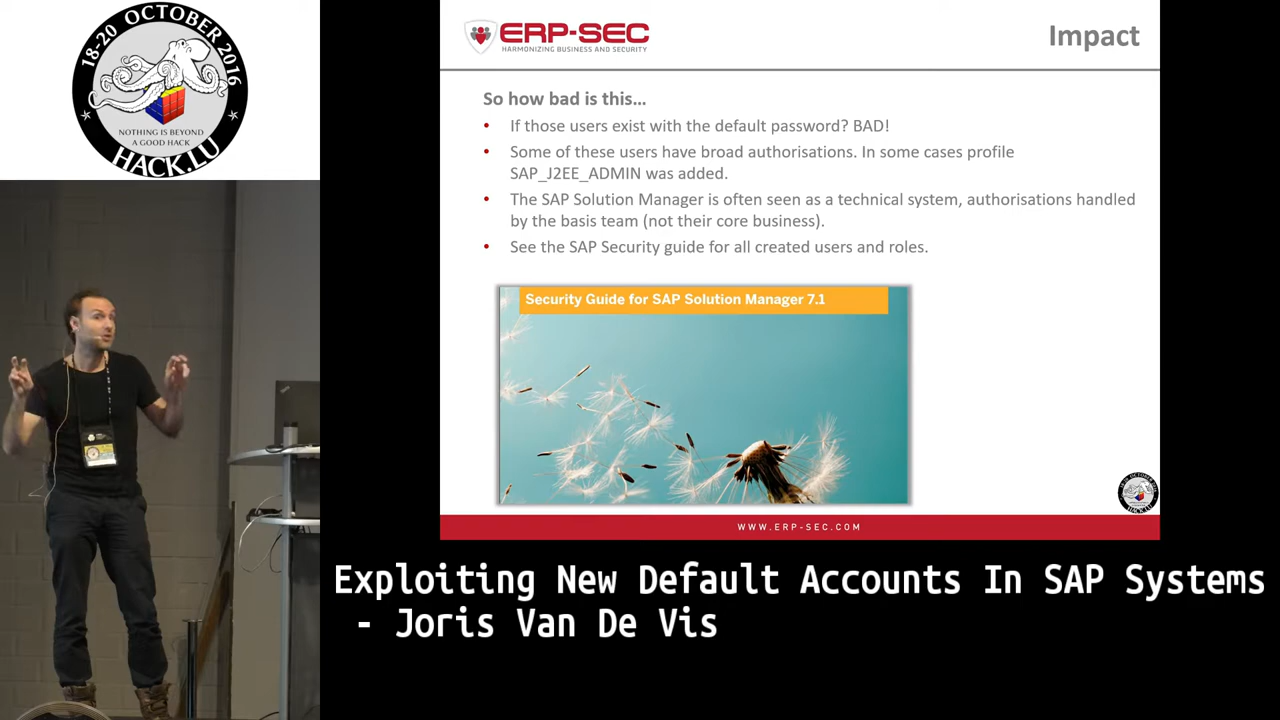 18-20 OCTOBER 2016
NOTHING IS BEYOND
A GOOD HACK
HACK.LU
ERP-SEC
HARMONIZING BUSINESS AND SECURITY
Impact
So how bad is this…
• If those users exist with the default password? BAD!
• Some of these users have broad authorisations. In some cases profile
SAP_J2EE_ADMIN was added.
• The SAP Solution Manager is often seen as a technical system, authorisations handled
by the basis team (not their core business).
• See the SAP Security guide for all created users and roles.
Security Guide for SAP Solution Manager 7.1
HACK.LU
WWW.ERP-SEC.COM
Exploiting New Default Accounts In SAP Systems
- Joris Van De Vis